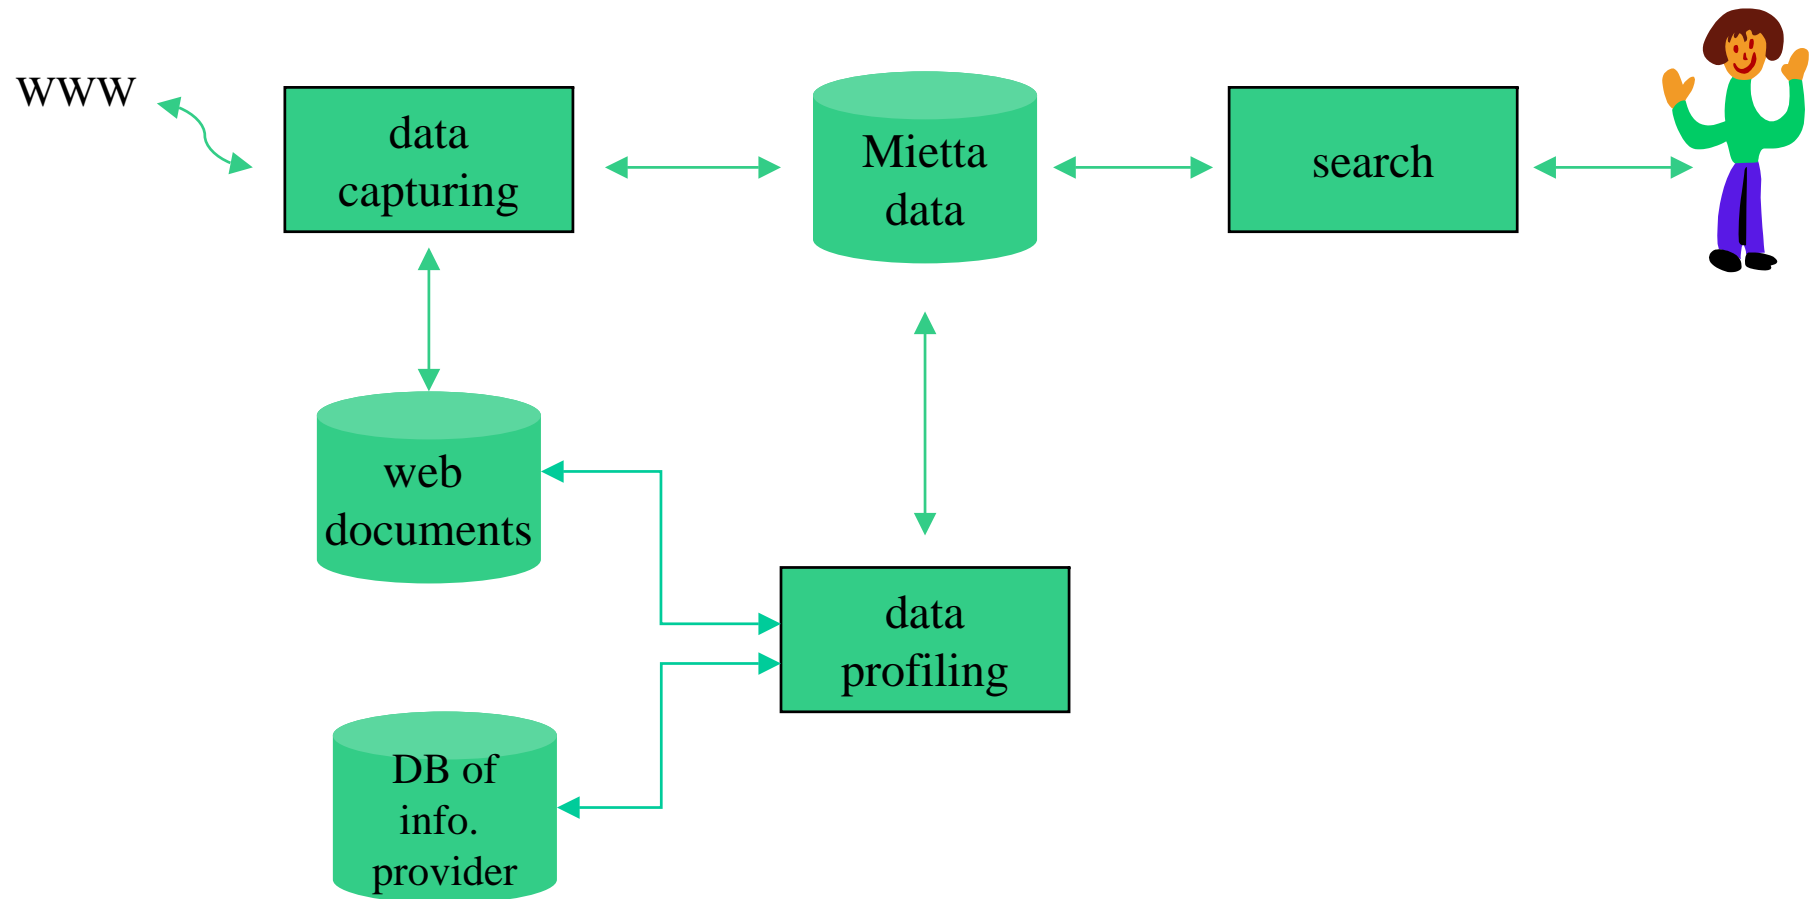 www
data
capturing
Mietta
data
search
web
documents
data
profiling
DB of
info.
provider